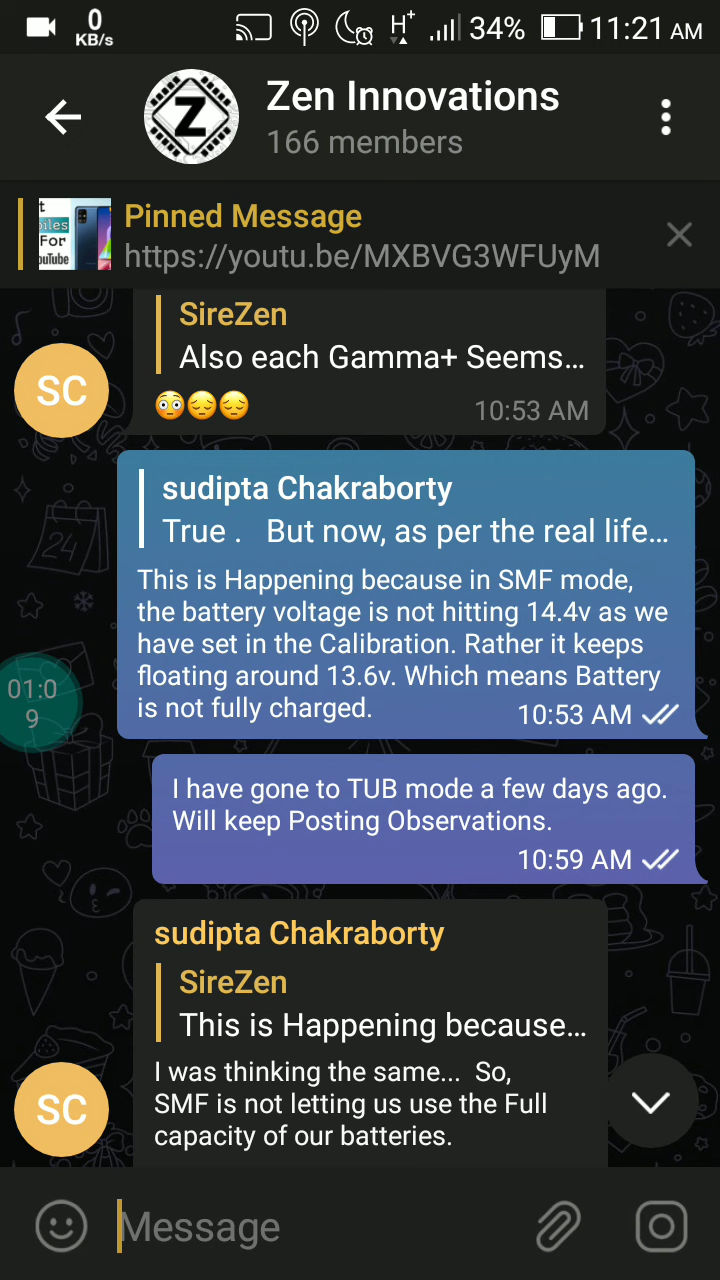 0
KB/s
H+
34%
11:21 AM
Z
Zen Innovations
166 members
t
biles
For
ouTube
Pinned Message
https://youtu.be/MXBVG3WFUyM
SireZen
Also each Gamma+ Seems...
SC
😳😔😔
10:53 AM
sudipta Chakraborty
True .   But now, as per the real life...
This is Happening because in SMF mode,
the battery voltage is not hitting 14.4v as we
have set in the Calibration. Rather it keeps
floating around 13.6v. Which means Battery
is not fully charged.
10:53 AM
01:0
9
I have gone to TUB mode a few days ago.
Will keep Posting Observations.
10:59 AM
sudipta Chakraborty
SireZen
This is Happening because...
I was thinking the same...  So,
SMF is not letting us use the Full
capacity of our batteries.
SC
Message
24